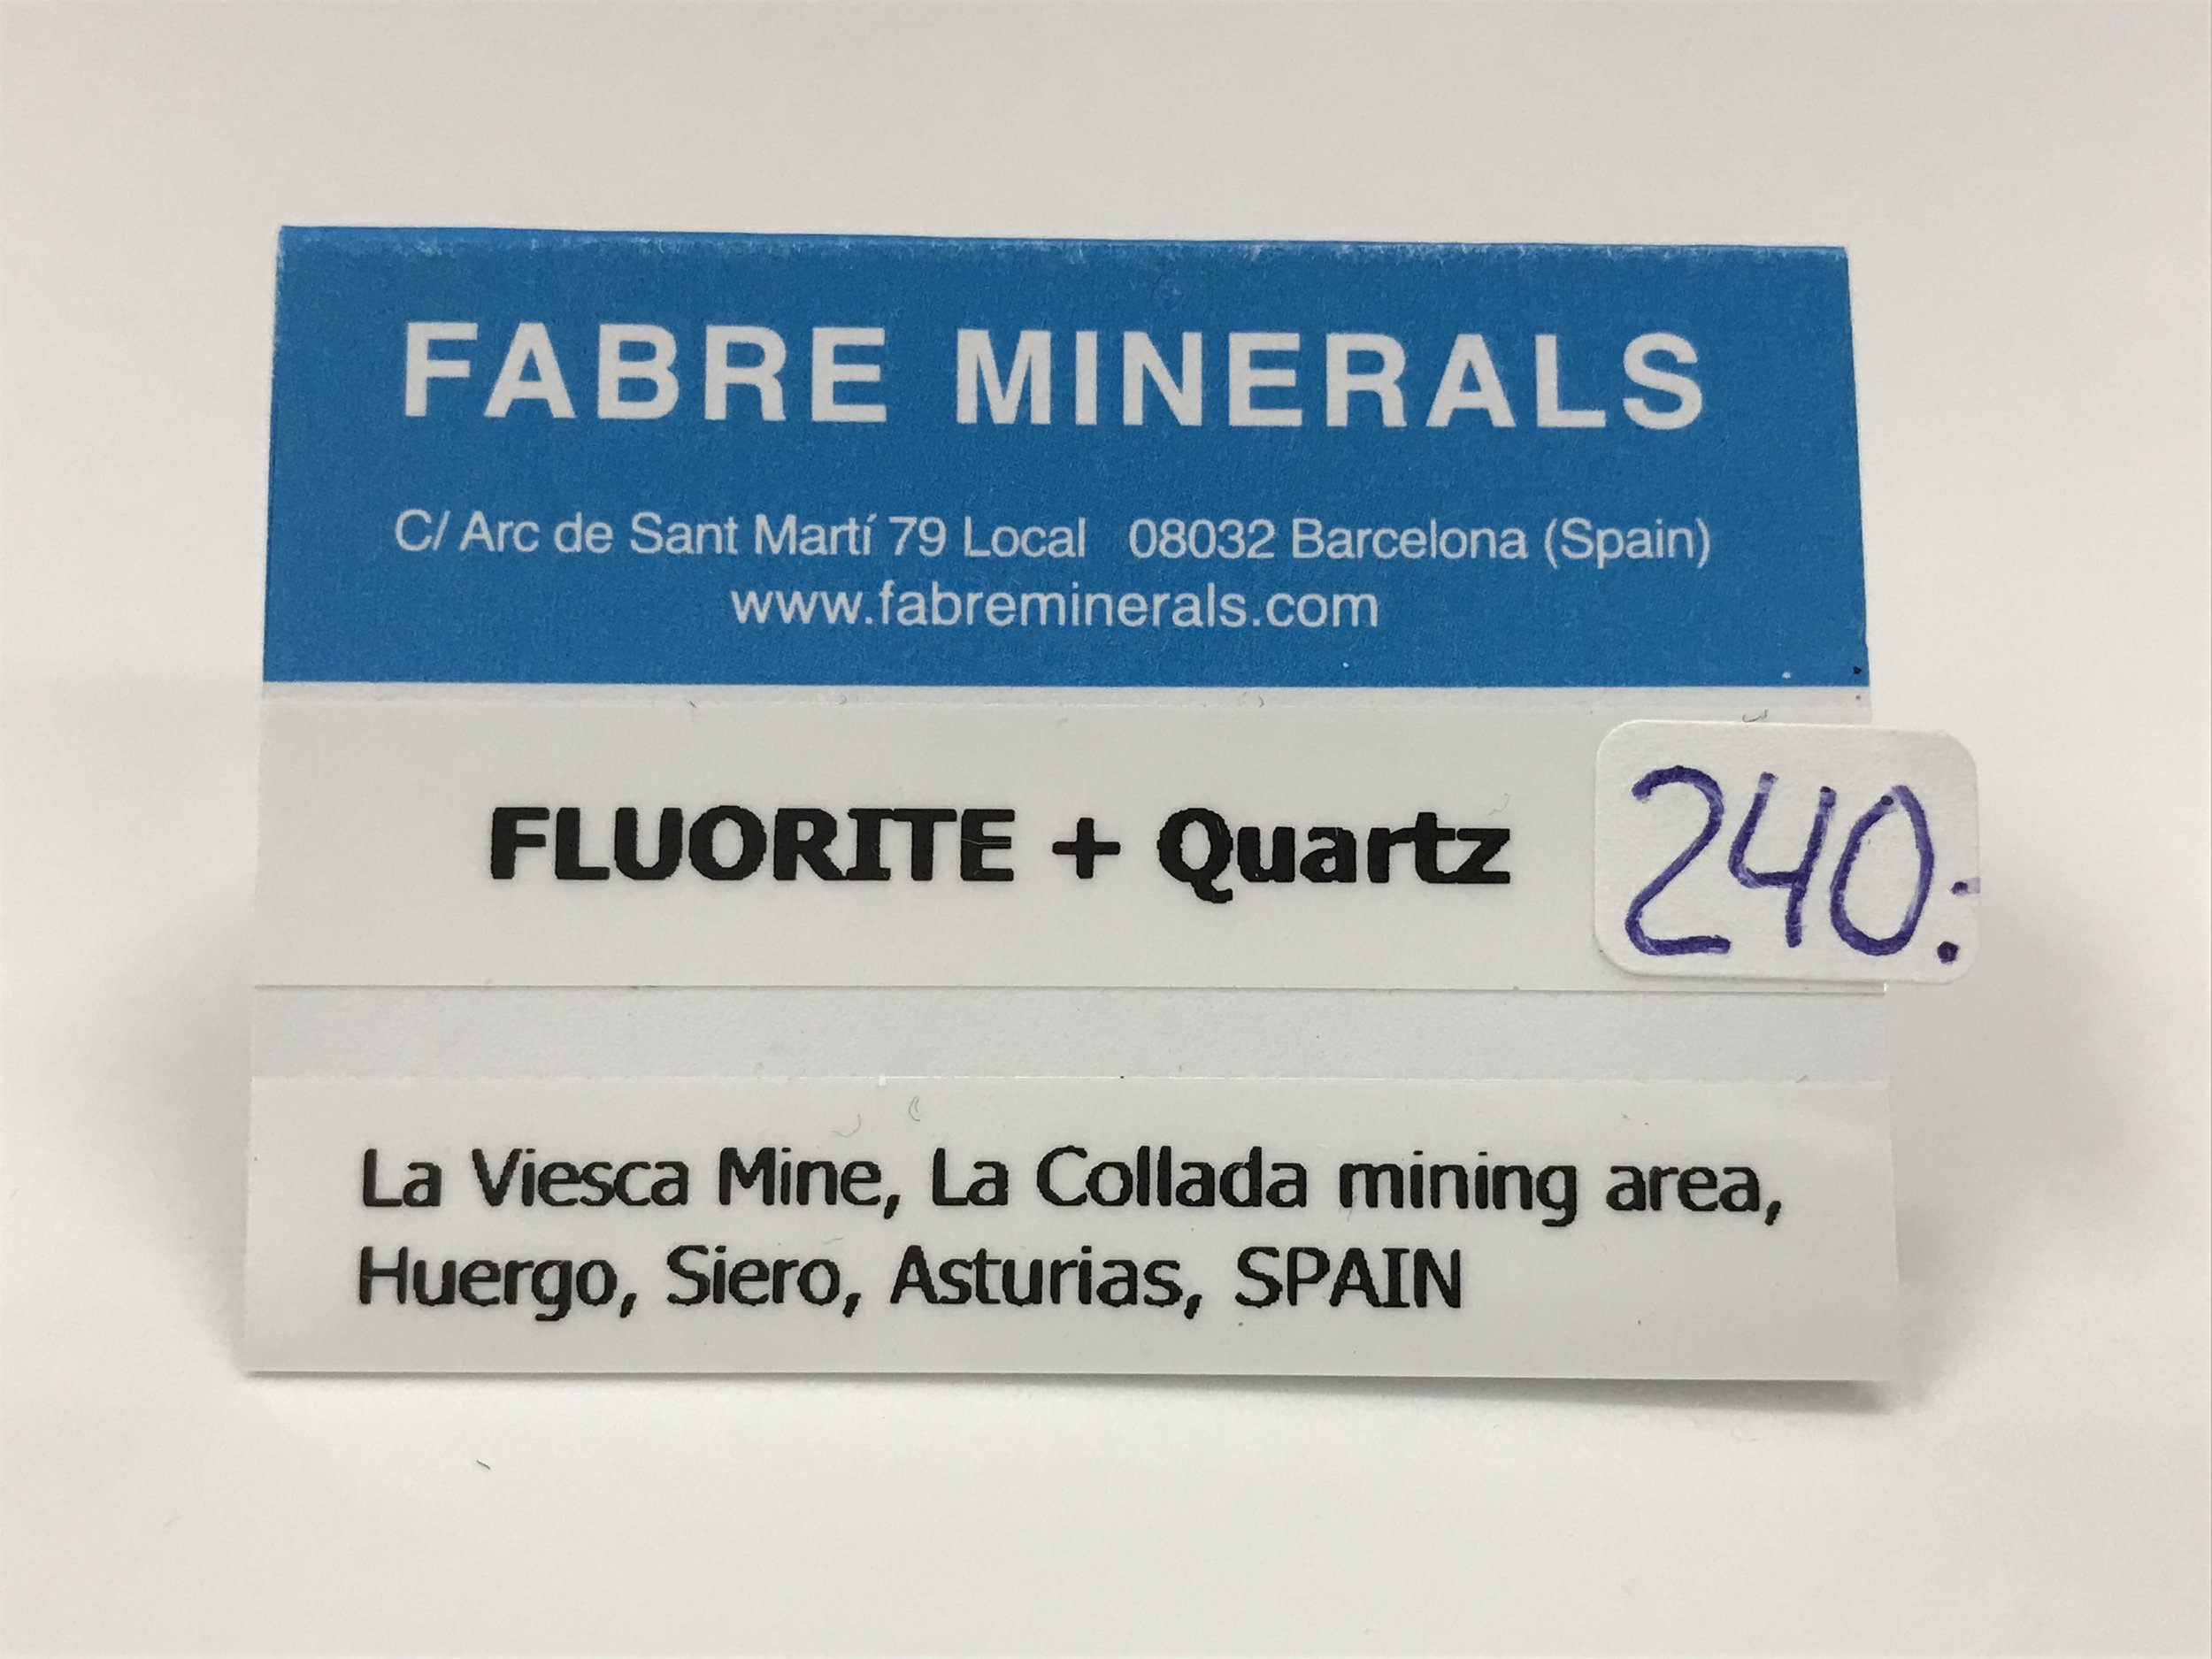 FABRE MINERALS
C/ Arc de Sant Martí 79 Local 08032 Barcelona (Spain)
www.fabreminerals.com
FLUORITE + Quartz
240:-
La Viesca Mine, La Collada mining area,
Huergo, Siero, Asturias, SPAIN